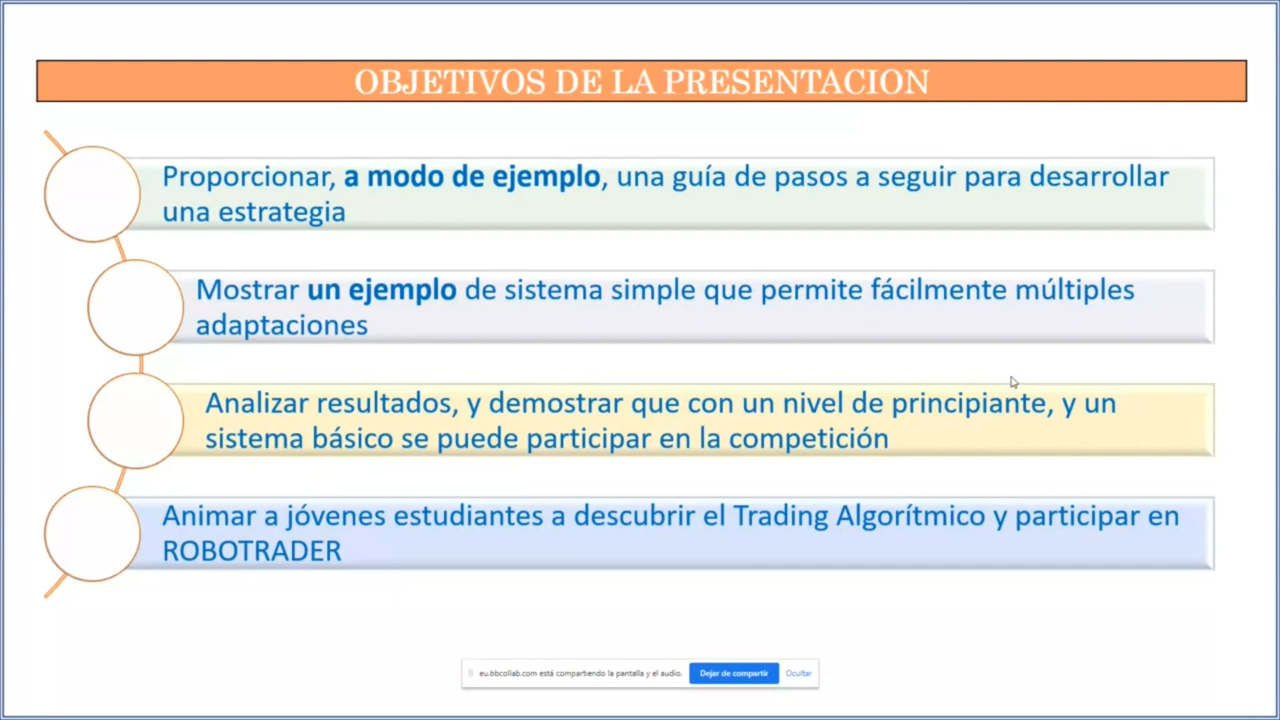 OBJETIVOS DE LA PRESENTACION
Proporcionar, a modo de ejemplo, una guía de pasos a seguir para desarrollar
una estrategia
Mostrar un ejemplo de sistema simple que permite fácilmente múltiples
adaptaciones
Analizar resultados, y demostrar que con un nivel de principiante, y un
sistema básico se puede participar en la competición
Animar a jóvenes estudiantes a descubrir el Trading Algorítmico y participar en
ROBOTRADER
eu.bbcollab.com está compartiendo la pantalla y el audio. Dejar de compartir Ocultar